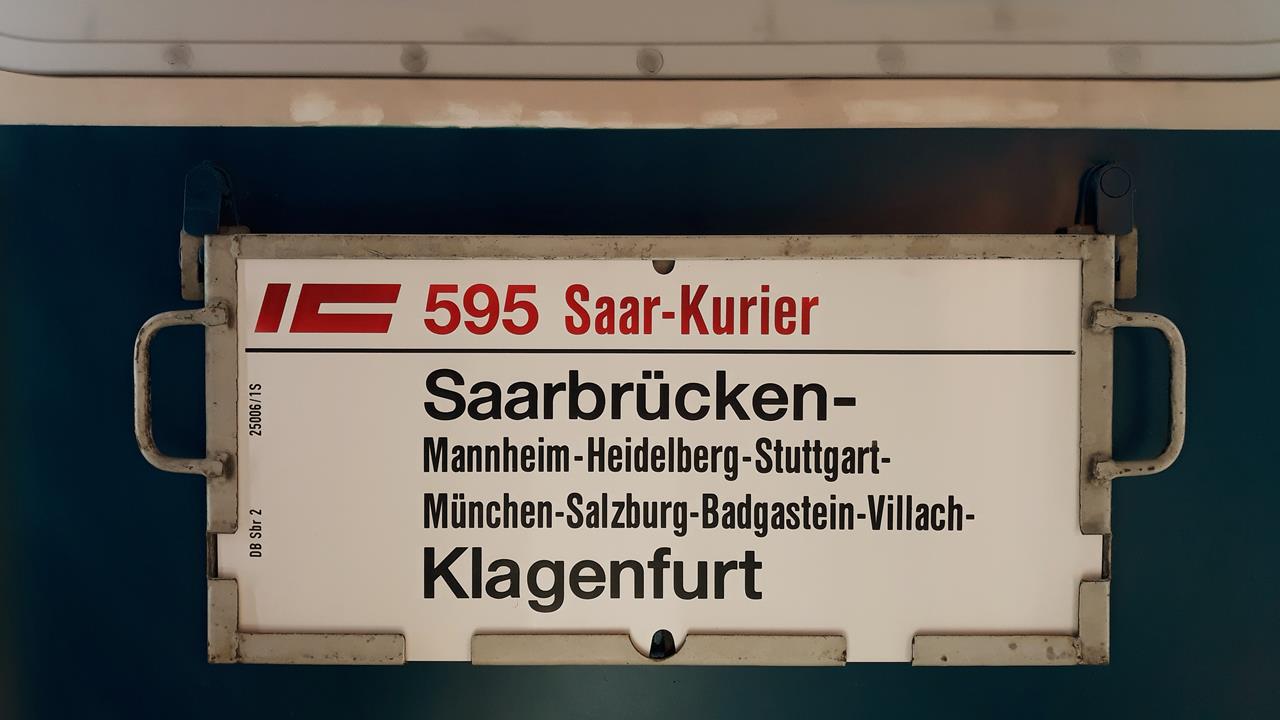 IC 595 Saar-Kurier
Saarbrücken-
Mannheim-Heidelberg-Stuttgart-
München-Salzburg-Badgastein-Villach-
Klagenfurt
25006/1S
DB Sbr 2